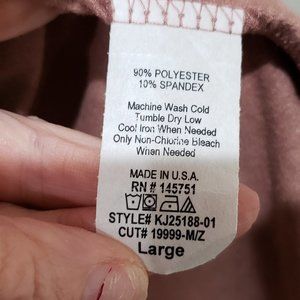 90% POLYESTER
10% SPANDEX
Machine Wash Cold
Tumble Dry Low
Cool Iron When Needed
Only Non-Chlorine Bleach
When Needed
MADE IN U.S.A.
RN # 145751
STYLE# KJ25188-01
CUT# 19999-M/Z
Large